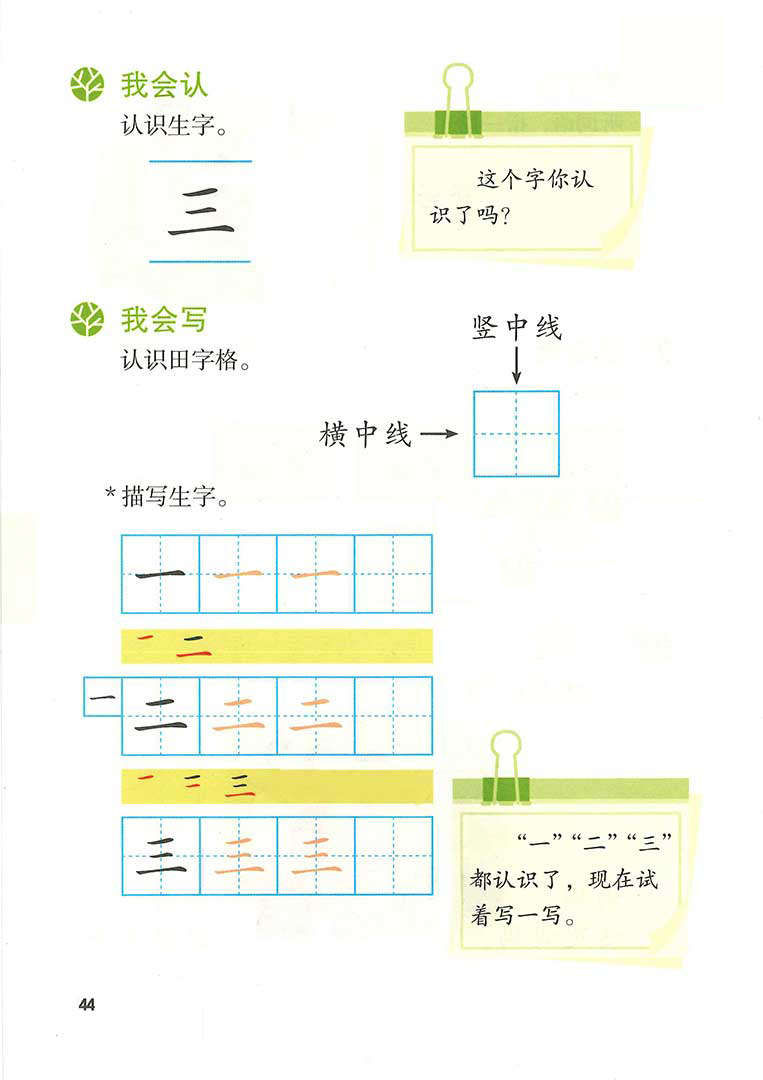 我会认
认识生字。
三
这个字你认
识了吗？
我会写
认识田字格。
竖中线
横中线
*描写生字。
一 一 一
一 二
一 二 二 二
一 二 三
三 三 三
“一”“二”“三”
都认识了，现在试
着写一写。
44